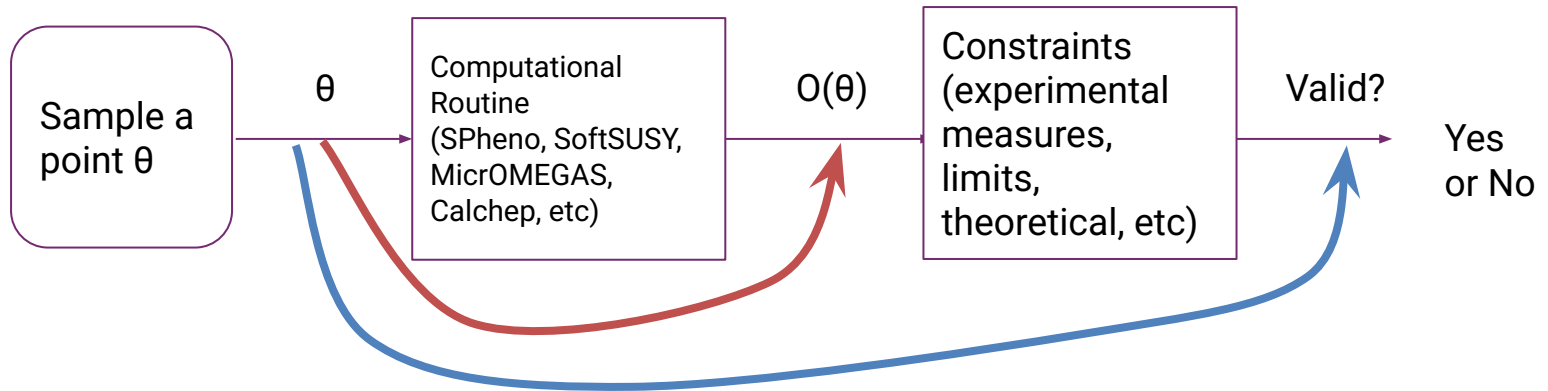 Sample a
point θ
θ
Computational
Routine
(SPheno, SoftSUSY,
MicrOMEGAS,
Calchep, etc)
O(θ)
Constraints
(experimental
measures,
limits,
theoretical, etc)
Valid?
Yes
or No